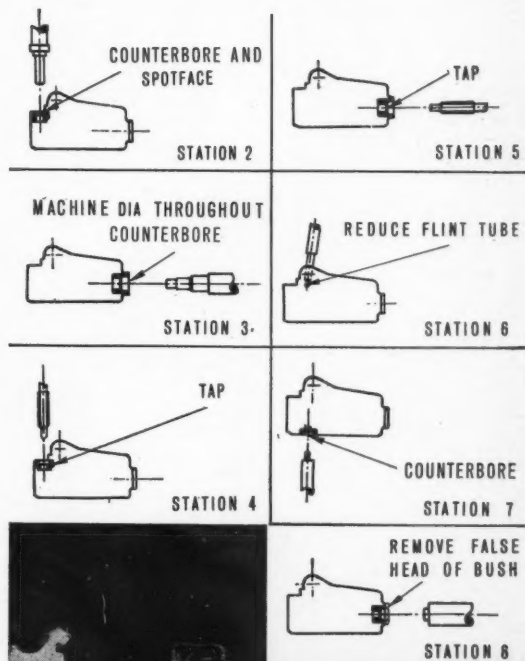 COUNTERBORE AND
SPOTFACE
STATION 2
MACHINE DIA THROUGHOUT
COUNTERBORE
STATION 3.
TAP
STATION 4
TAP
STATION 5
REDUCE FLINT TUBE
STATION 6
COUNTERBORE
STATION 7
REMOVE FALSE
HEAD OF BUSH
STATION 8